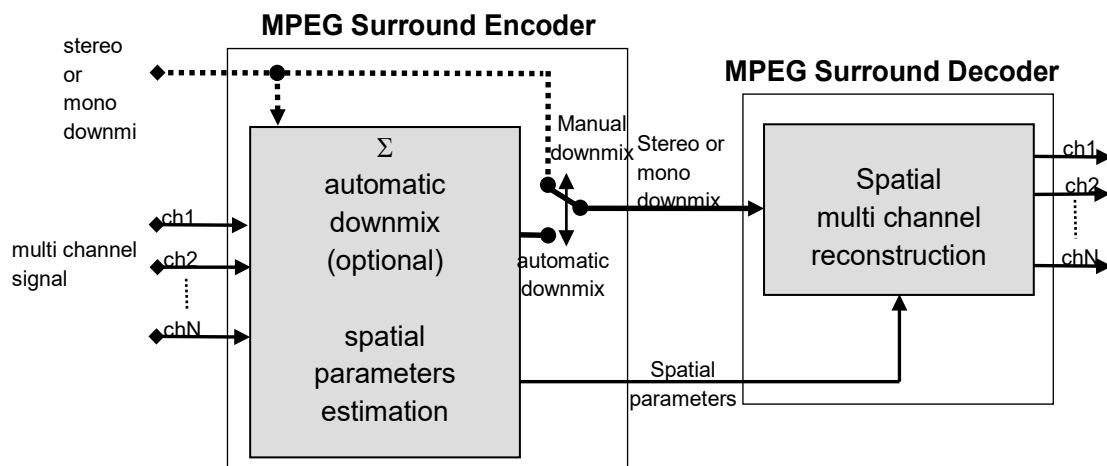 MPEG Surround Encoder
stereo
or
mono
downmi
MPEG Surround Decoder
Σ
automatic
downmix
(optional)
spatial
parameters
estimation
multi channel
signal
ch1
ch2
chN
Manual
downmix
automatic
downmix
Stereo or
mono
downmix
Spatial
parameters
Spatial
multi channel
reconstruction
ch1
ch2
chN